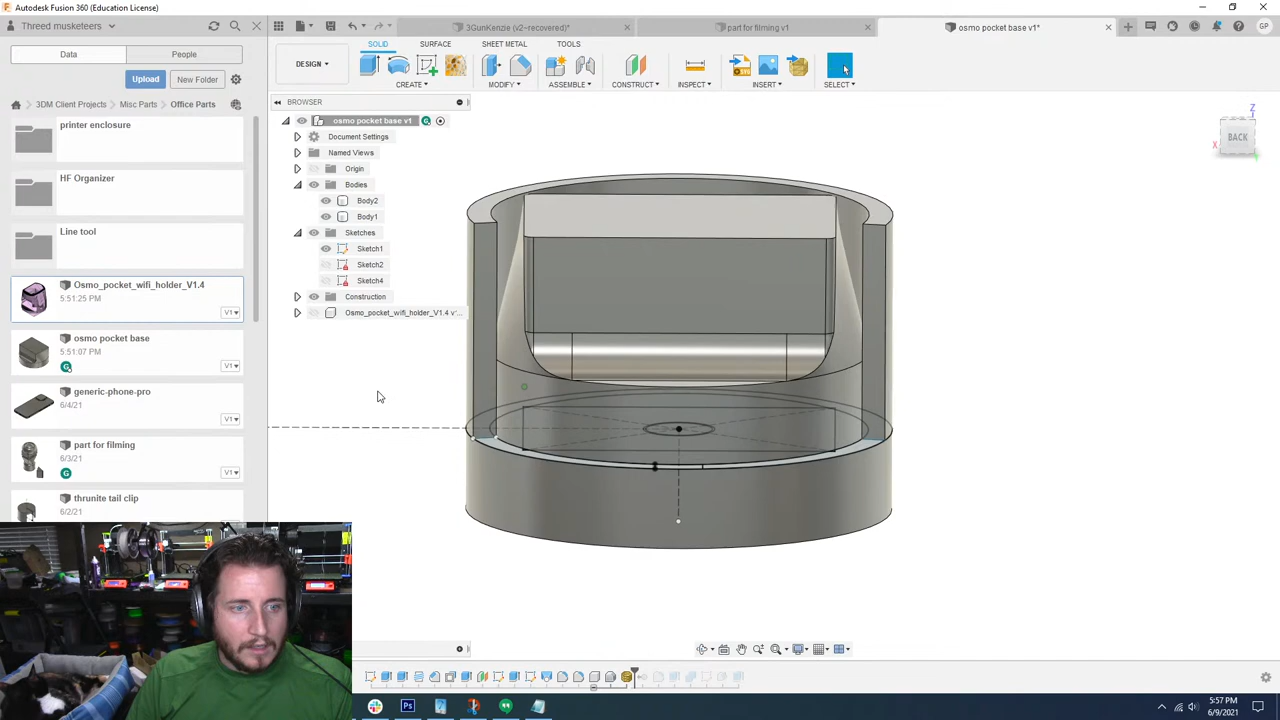 Autodesk Fusion 360 (Education License)
Threed musketeers
3GunKenzie (v2~recovered)*
part for filming v1
osmo pocket base v1*
GP
Data
People
SOLID
SURFACE
SHEET METAL
TOOLS
DESIGN
Upload
New Folder
CREATE
MODIFY
ASSEMBLE
CONSTRUCT
INSPECT
INSERT
SELECT
3DM Client Projects
Misc Parts
Office Parts
BROWSER
osmo pocket base v1
Document Settings
Named Views
Origin
Bodies
Body2
Body1
Sketches
Sketch1
Sketch2
Sketch4
Construction
Osmo_pocket_wifi_holder_V1.4 v'...
printer enclosure
HF Organizer
Line tool
Osmo_pocket_wifi_holder_V1.4
5:51:25 PM
V1
osmo pocket base
5:51:07 PM
V1
generic-phone-pro
6/4/21
V1
part for filming
6/3/21
V1
thrunite tail clip
6/2/21
V1
Z
BACK
X
5:57 PM
6/9/2021